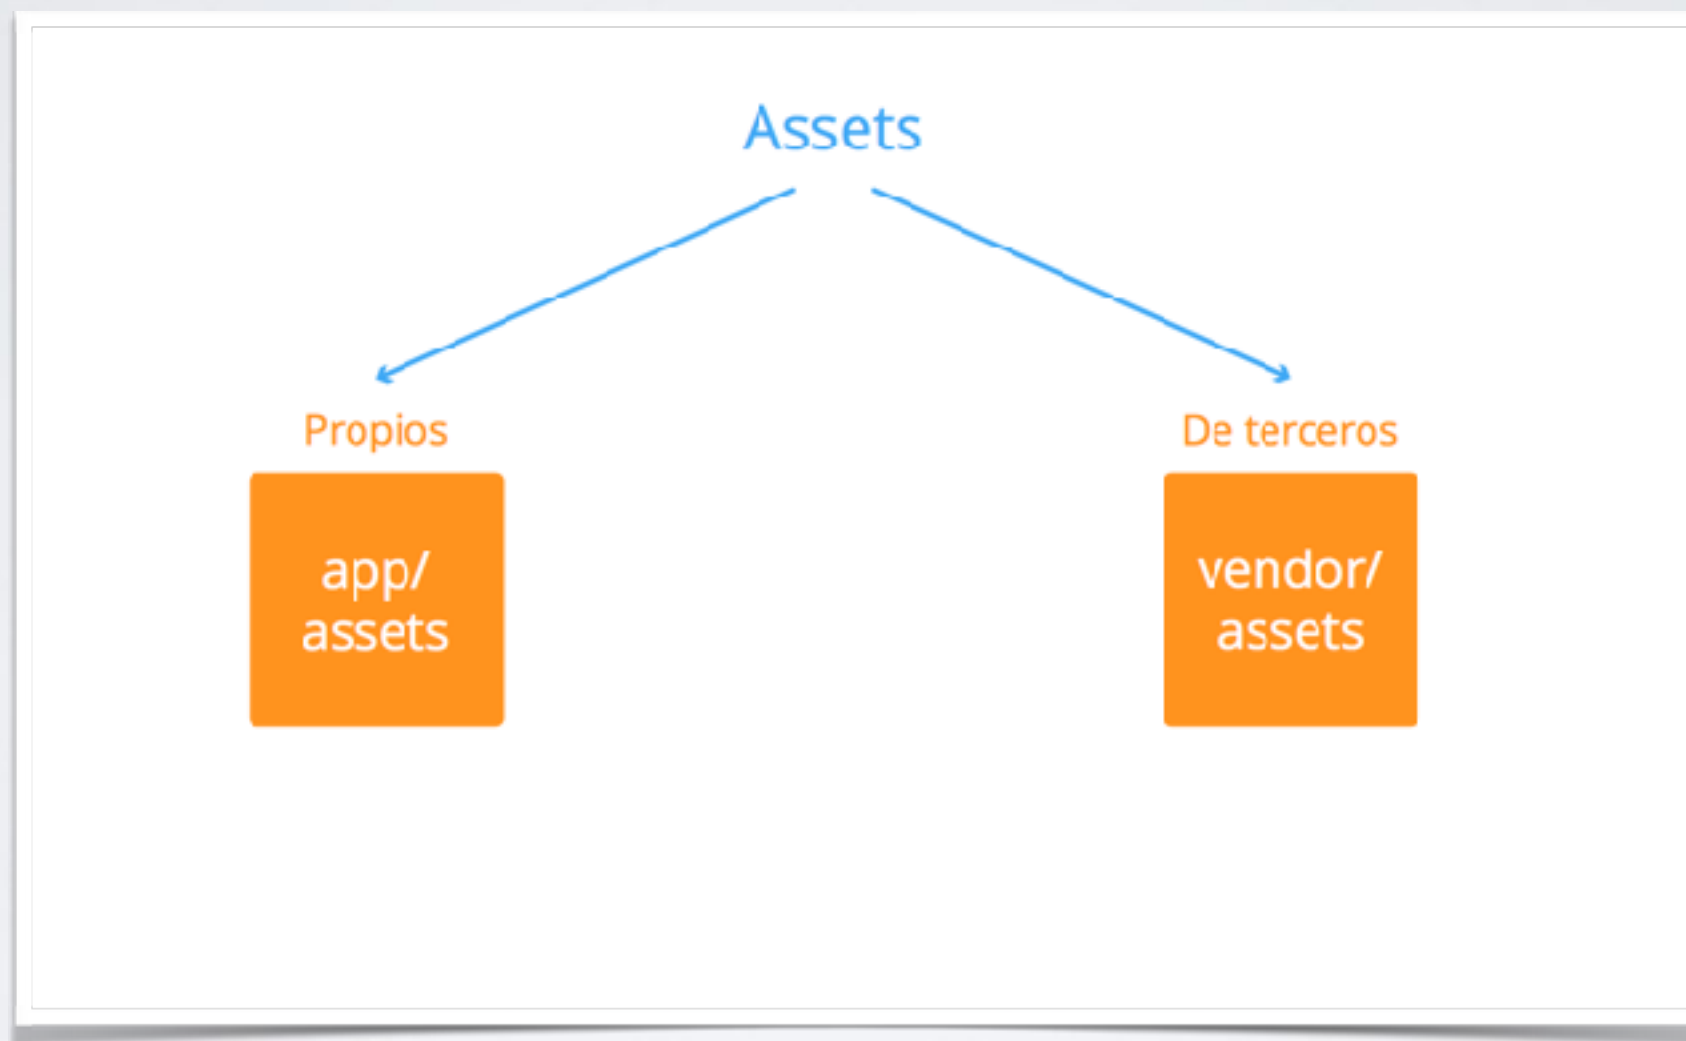 Assets
Propios
De terceros
app/
assets
vendor/
assets